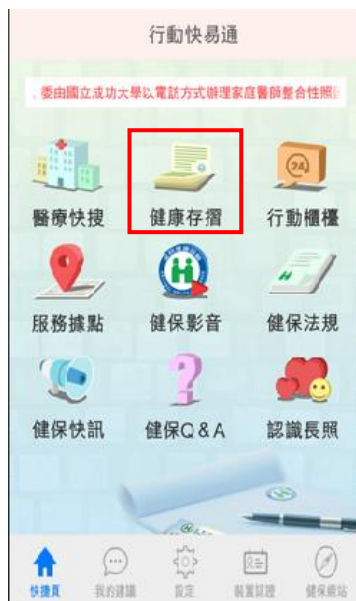 行動快易通
，委由國立成功大學以電話方式辦理家庭醫師整合性照
醫療快搜
健康存摺
24
行動櫃檯
服務據點
健保影音
健保法規
健保快訊
健保Q&A
認識長照
快捷頁
我的建議
設定
裝置認證
健保網站